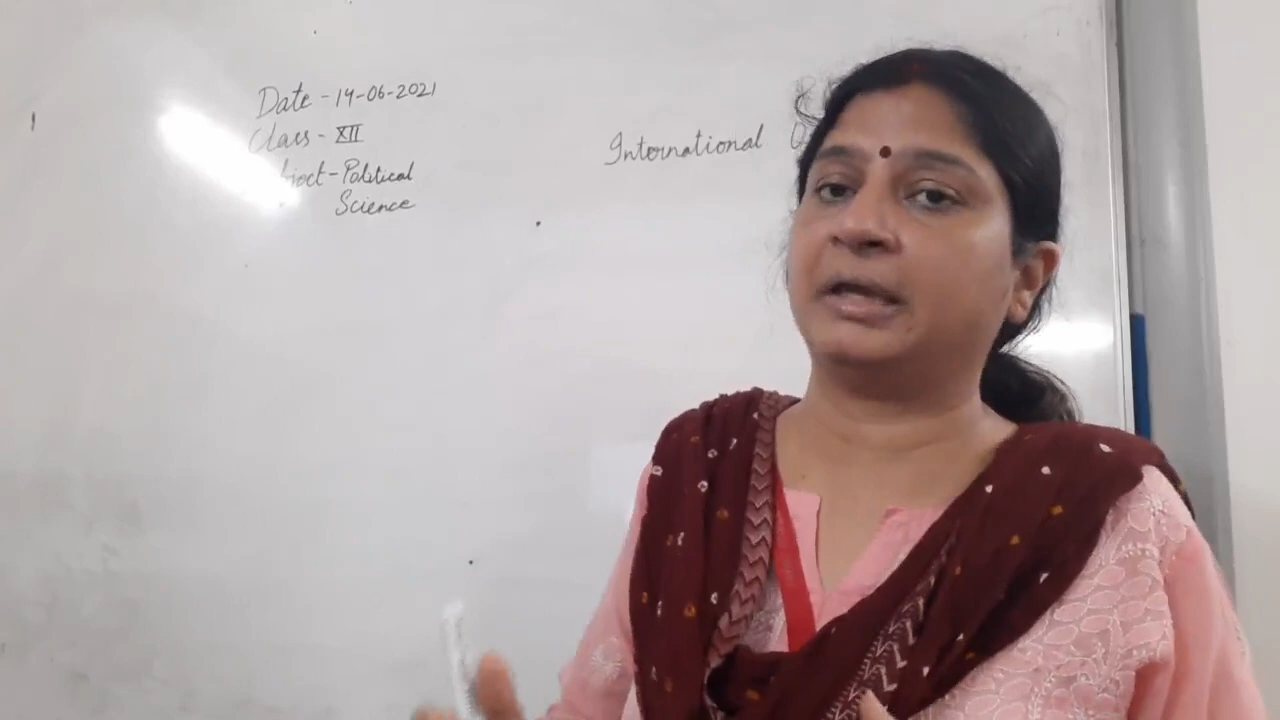 Date - 14-06-2021
Class - XII
Political
Science
International